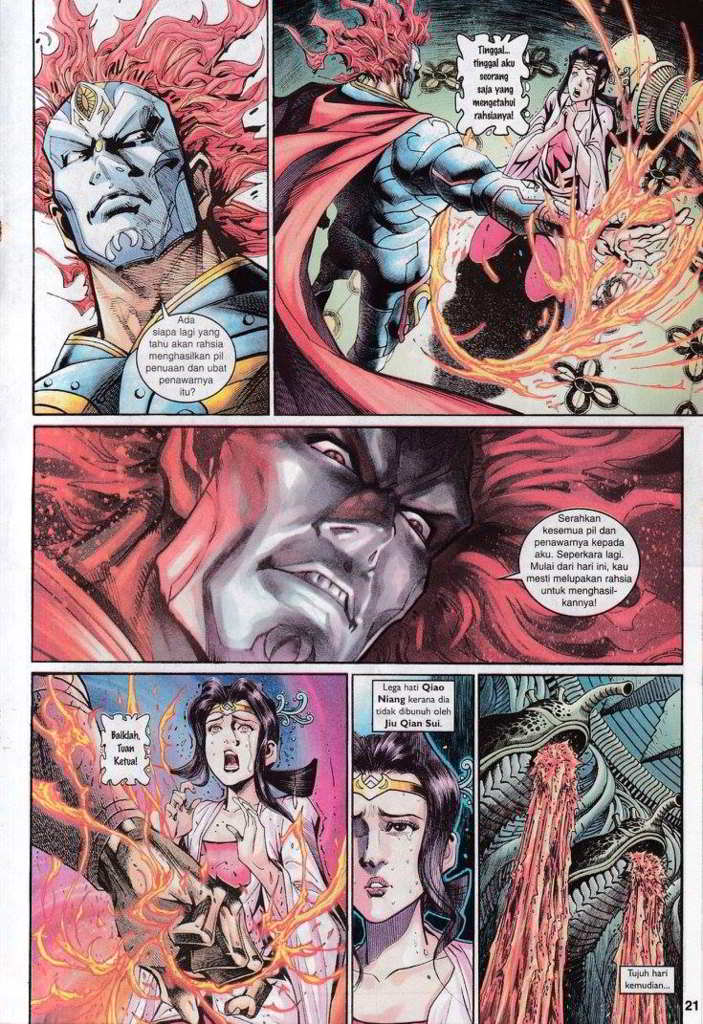 Ada
siapa lagi yang
tahu akan rahsia
menghasilkan pil
penuaan dan ubat
penawarnya
itu?
Tinggal...
tinggal aku
seorang
saja yang
mengetahui
rahsianya!
Serahkan
kesemua pil dan
penawarnya kepada
aku. Seperkara lagi.
Mulai dari hari ini, kau
mesti melupakan rahsia
untuk menghasil-
kannya!
Baiklah,
Tuan
Ketua!
Lega hati Qiao
Niang kerana dia
tidak dibunuh oleh
Jiu Qian Sui.
Tujuh hari
kemudian...
21